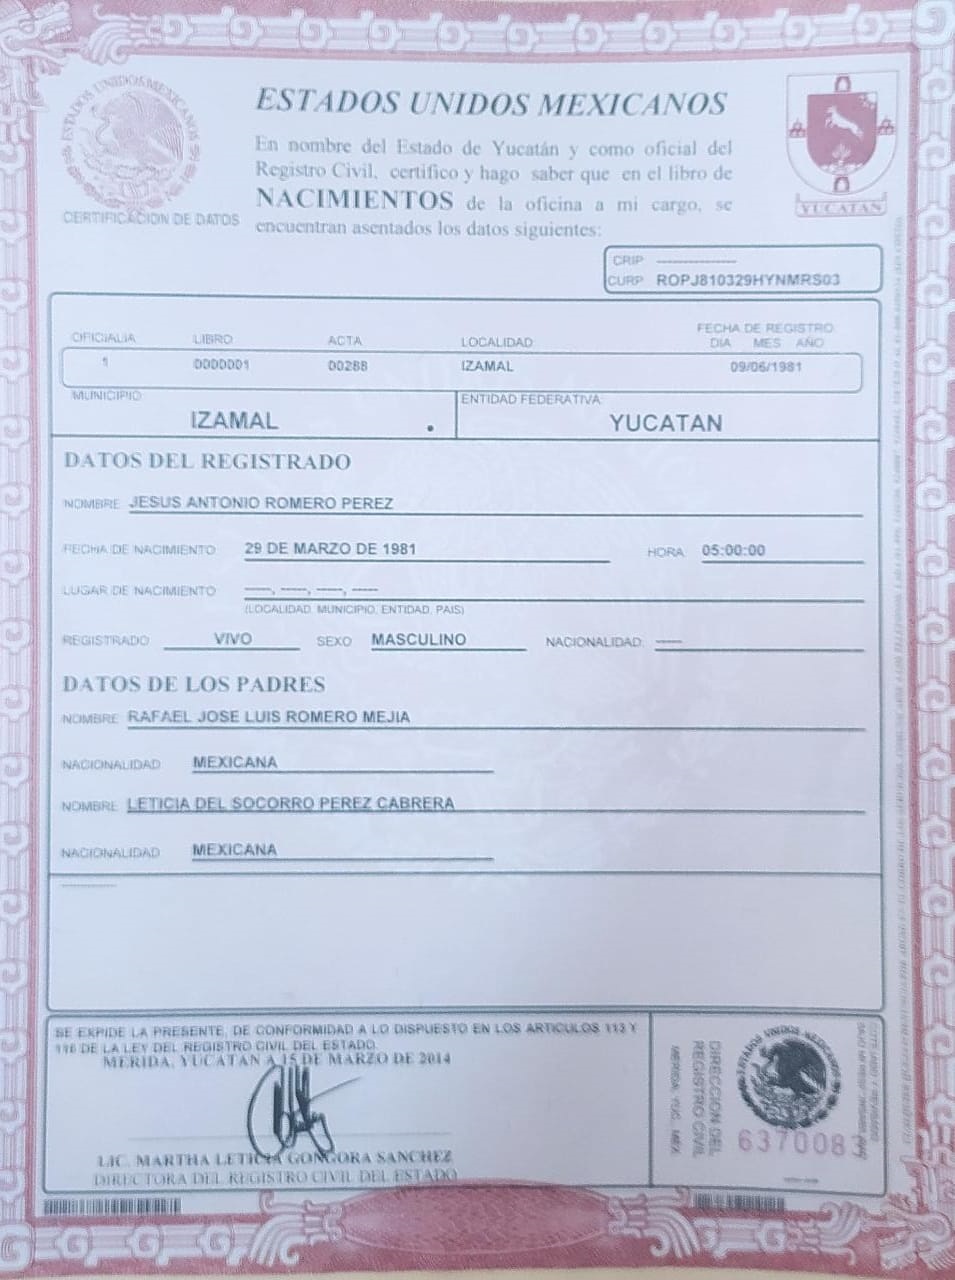 ESTADOS UNIDOS MEXICANOS
ESTADOS UNIDOS MEXICANOS
En nombre del Estado de Yucatán y como oficial del
Registro Civil, certifico y hago saber que en el libro de
NACIMIENTOS de la oficina a mi cargo, se
encuentran asentados los datos siguientes:
CERTIFICACION DE DATOS
YUCATAN
CRIP ----------------
CURP ROPJ810329HYNMRS03
OFICIALIA LIBRO ACTA LOCALIDAD FECHA DE REGISTRO
DIA MES AÑO
1 0000001 00288 IZAMAL 09/06/1981
MUNICIPIO ENTIDAD FEDERATIVA
IZAMAL . YUCATAN
DATOS DEL REGISTRADO
NOMBRE JESUS ANTONIO ROMERO PEREZ
FECHA DE NACIMIENTO 29 DE MARZO DE 1981 HORA 05:00:00
LUGAR DE NACIMIENTO ----, ----, ----, ----
(LOCALIDAD, MUNICIPIO, ENTIDAD, PAIS)
REGISTRADO VIVO SEXO MASCULINO NACIONALIDAD ----
DATOS DE LOS PADRES
NOMBRE RAFAEL JOSE LUIS ROMERO MEJIA
NACIONALIDAD MEXICANA
NOMBRE LETICIA DEL SOCORRO PEREZ CABRERA
NACIONALIDAD MEXICANA
SE EXPIDE LA PRESENTE, DE CONFORMIDAD A LO DISPUESTO EN LOS ARTICULOS 113 Y
116 DE LA LEY DEL REGISTRO CIVIL DEL ESTADO.
MERIDA, YUCATAN A 15 DE MARZO DE 2014
LIC. MARTHA LETICIA GONGORA SANCHEZ
DIRECTORA DEL REGISTRO CIVIL DEL ESTADO
ESTADOS UNIDOS MEXICANOS
DIRECCION DEL
REGISTRO CIVIL
MERIDA, YUC., MEX.
6370083
COTEJADO Y REVISADO